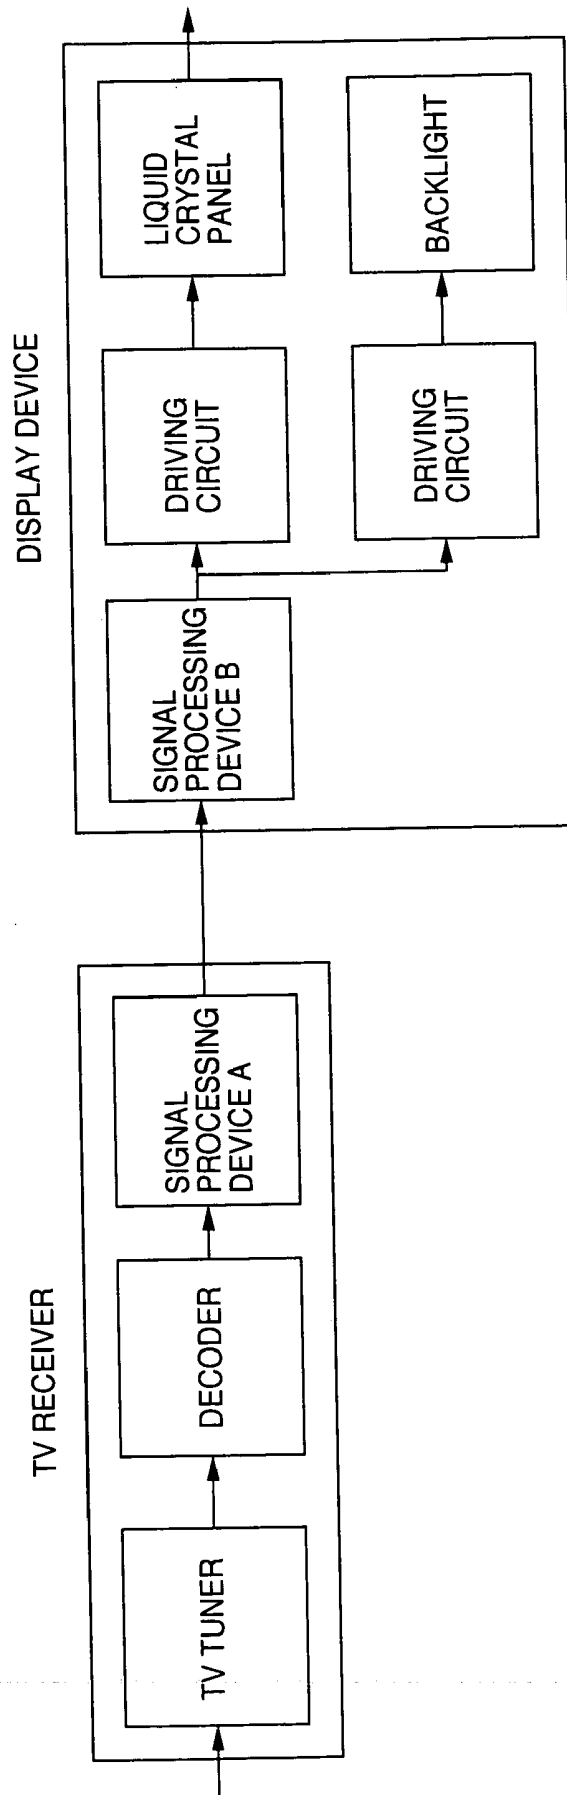 TV RECEIVER
TV TUNER
DECODER
SIGNAL
PROCESSING
DEVICE A
DISPLAY DEVICE
SIGNAL
PROCESSING
DEVICE B
DRIVING
CIRCUIT
LIQUID
CRYSTAL
PANEL
DRIVING
CIRCUIT
BACKLIGHT